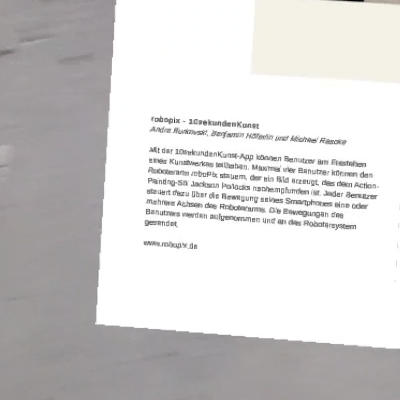 robopix - 10sekundenKunst
Andre Burkovski, Benjamin Höferlin und Michael Raschke
Mit der 10sekundenKunst-App können Benutzer am Entstehen
eines Kunstwerkes teilhaben. Maximal vier Benutzer können den
Roboterarm roboPix steuern, der ein Bild erzeugt, das dem Action-
Painting-Stil Jackson Pollocks nachempfunden ist. Jeder Benutzer
steuert dazu über die Bewegung seines Smartphones eine oder
mehrere Achsen des Roboterarms. Die Bewegungen des
Benutzers werden aufgenommen und an das Robotersystem
gesendet.
www.robopix.de